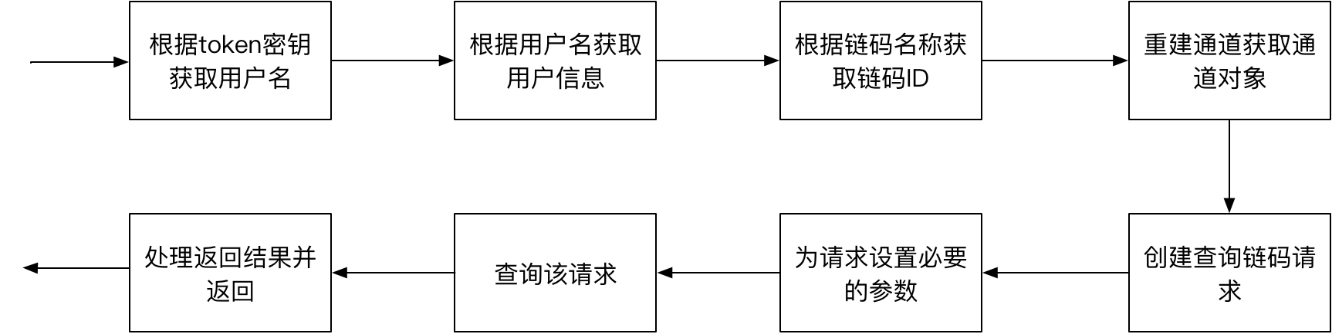 根据token密钥
获取用户名
根据用户名获取
用户信息
根据链码名称获
取链码ID
重建通道获取通
道对象
创建查询链码请
求
为请求设置必要
的参数
查询该请求
处理返回结果并
返回